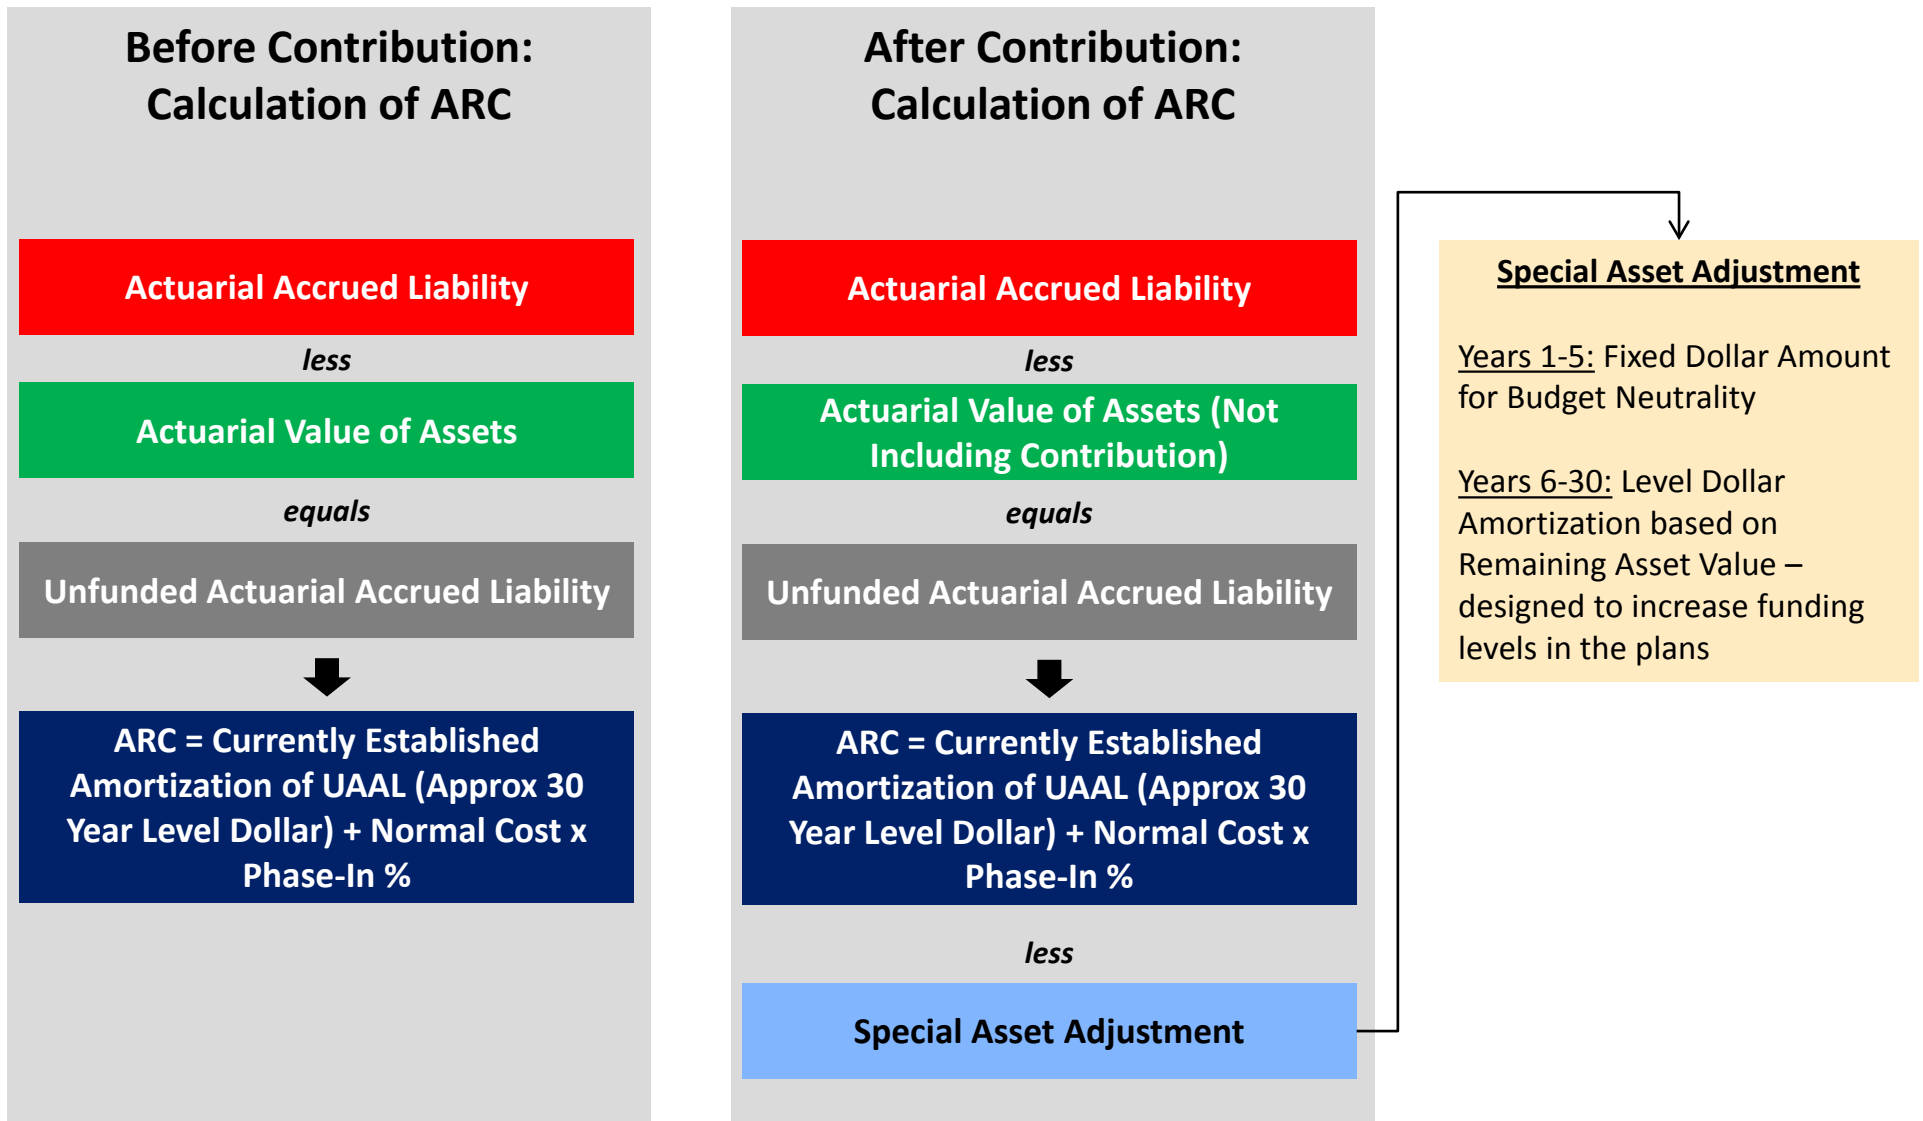 Before Contribution:
Calculation of ARC
Actuarial Accrued Liability
less
Actuarial Value of Assets
equals
Unfunded Actuarial Accrued Liability
ARC = Currently Established
Amortization of UAAL (Approx 30
Year Level Dollar) + Normal Cost x
Phase-In %
After Contribution:
Calculation of ARC
Actuarial Accrued Liability
less
Actuarial Value of Assets (Not
Including Contribution)
equals
Unfunded Actuarial Accrued Liability
ARC = Currently Established
Amortization of UAAL (Approx 30
Year Level Dollar) + Normal Cost x
Phase-In %
less
Special Asset Adjustment
Special Asset Adjustment
Years 1-5: Fixed Dollar Amount
for Budget Neutrality
Years 6-30: Level Dollar
Amortization based on
Remaining Asset Value –
designed to increase funding
levels in the plans